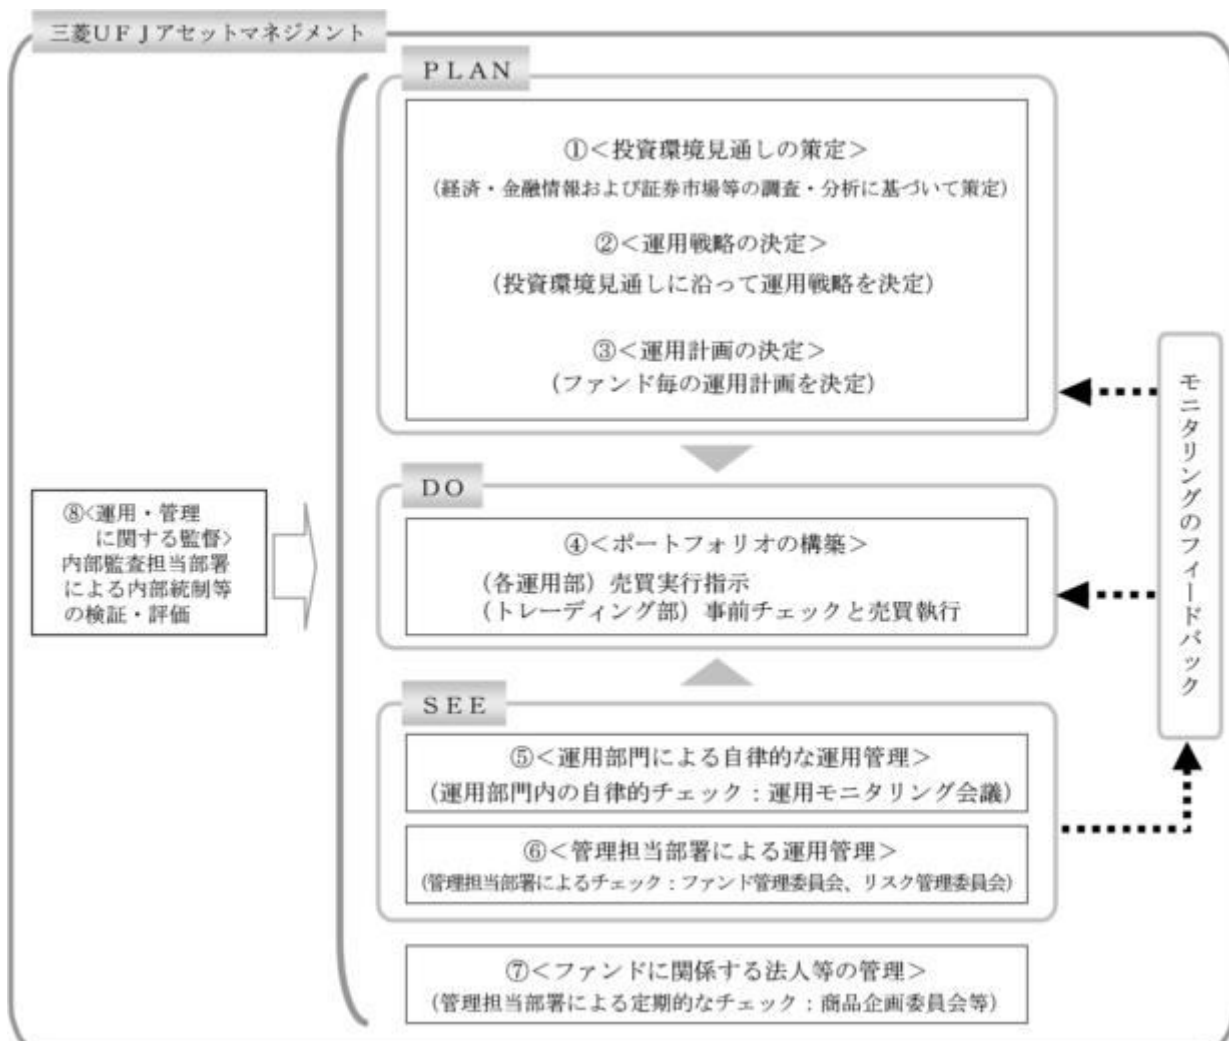 三菱UFJアセットマネジメント
PLAN
①<投資環境見通しの策定>
(経済・金融情報および証券市場等の調査・分析に基づいて策定)
②<運用戦略の決定>
(投資環境見通しに沿って運用戦略を決定)
③<運用計画の決定>
(ファンド毎の運用計画を決定)
DO
④<ポートフォリオの構築>
(各運用部)売買実行指示
(トレーディング部)事前チェックと売買執行
SEE
⑤<運用部門による自律的な運用管理>
(運用部門内の自律的チェック:運用モニタリング会議)
⑥<管理担当部署による運用管理>
(管理担当部署によるチェック:ファンド管理委員会、リスク管理委員会)
⑦<ファンドに関係する法人等の管理>
(管理担当部署による定期的なチェック:商品企画委員会等)
⑧<運用・管理
に関する監督>
内部監査担当部署
による内部統制等
の検証・評価
モニタリングのフィードバック